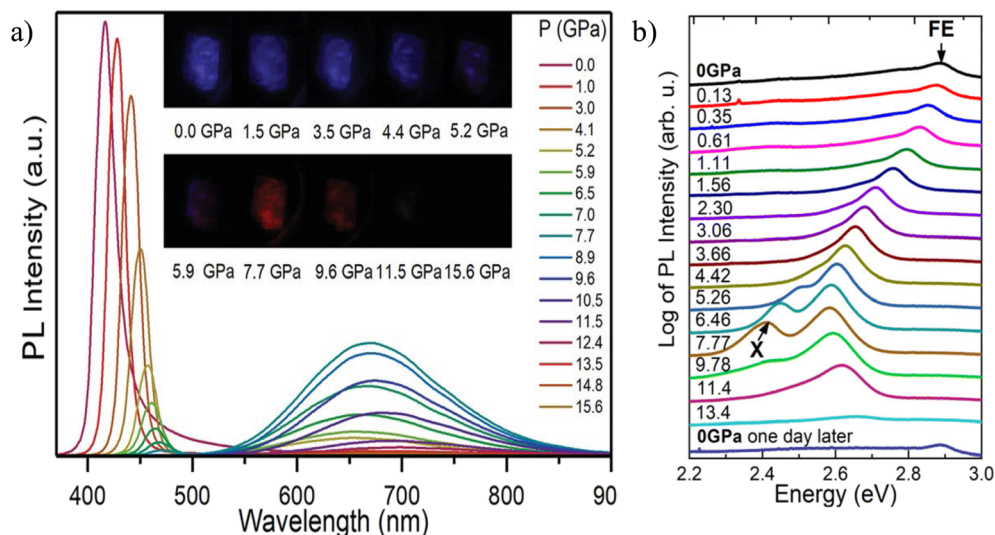 a)
P (GPa)
0.0
1.0
3.0
4.1
5.2
5.9
6.5
7.0
7.7
8.9
9.6
10.5
11.5
12.4
13.5
14.8
15.6
0.0 GPa 1.5 GPa 3.5 GPa 4.4 GPa 5.2 GPa
5.9 GPa 7.7 GPa 9.6 GPa 11.5 GPa 15.6 GPa
PL Intensity (a.u.)
400 500 600 700 800 90
Wavelength (nm)
b)
FE
0GPa
0.13
0.35
0.61
1.11
1.56
2.30
3.06
3.66
4.42
5.26
6.46
7.77
X
9.78
11.4
13.4
0GPa one day later
Log of PL Intensity (arb. u.)
2.2 2.4 2.6 2.8 3.0
Energy (eV)